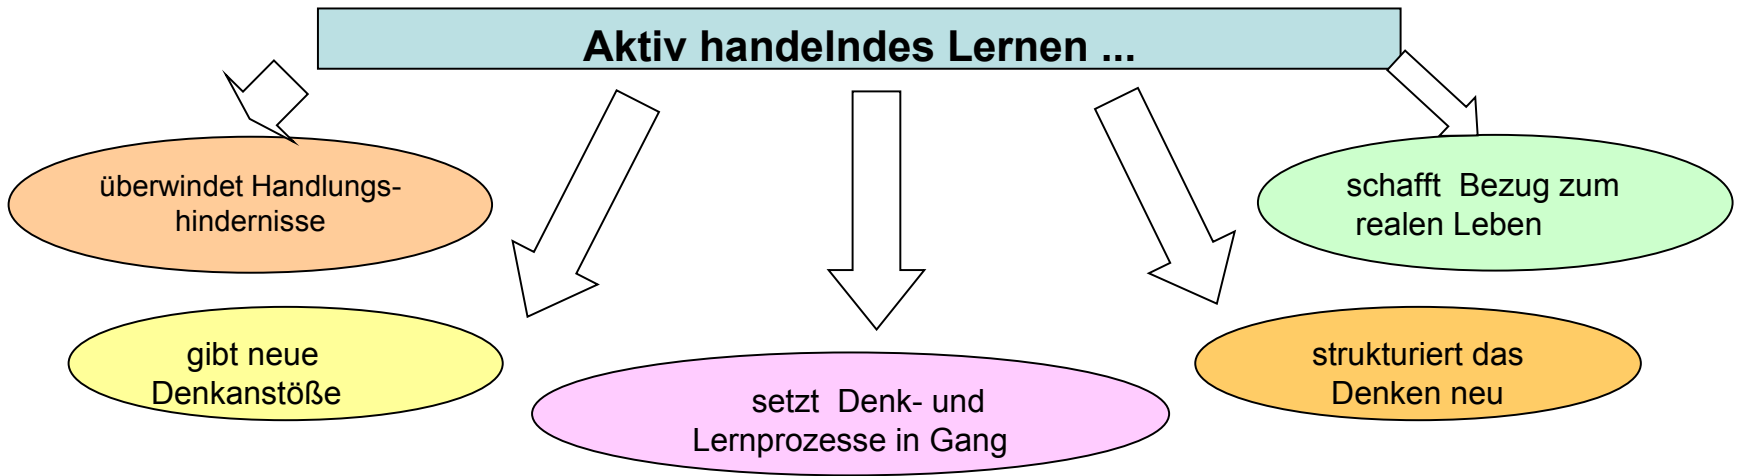 Aktiv handelndes Lernen ...
überwindet Handlungs-
hindernisse
schafft Bezug zum
realen Leben
gibt neue
Denkanstöße
setzt Denk- und
Lernprozesse in Gang
strukturiert das
Denken neu